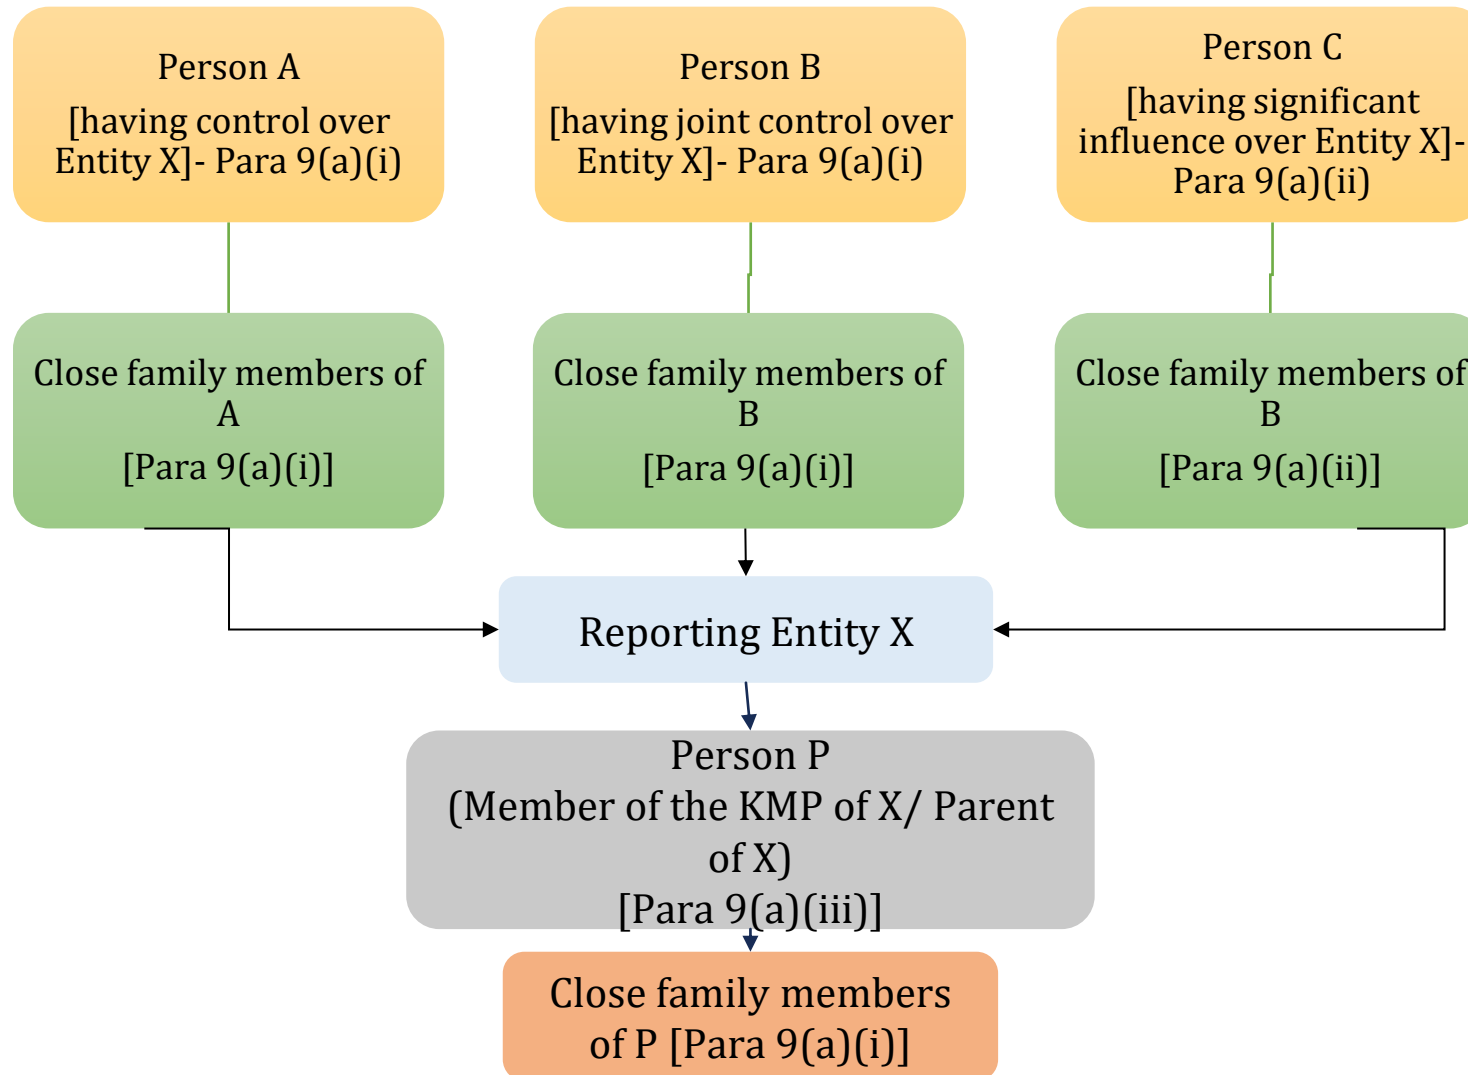 Person A
[having control over
Entity X]- Para 9(a)(i)
Person B
[having joint control over
Entity X]- Para 9(a)(i)
Person C
[having significant
influence over Entity X]-
Para 9(a)(ii)
Close family members of
A
[Para 9(a)(i)]
Close family members of
B
[Para 9(a)(i)]
Close family members of
B
[Para 9(a)(ii)]
Reporting Entity X
Person P
(Member of the KMP of X/ Parent
of X)
[Para 9(a)(iii)]
Close family members
of P [Para 9(a)(i)]